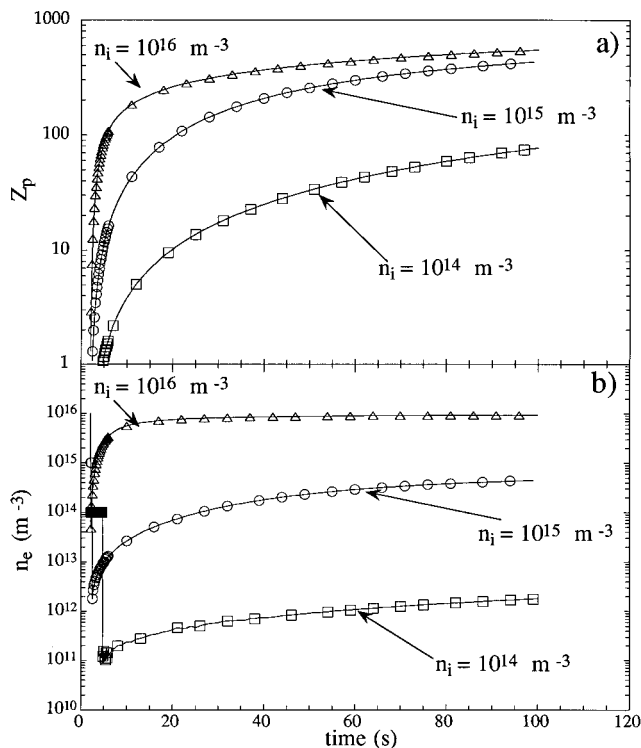 1000
100
10
1
Z_p
a)
n_i = 10^16 m^-3
n_i = 10^15 m^-3
n_i = 10^14 m^-3
10^16
10^15
10^14
10^13
10^12
10^11
10^10
n_e (m^-3)
b)
n_i = 10^16 m^-3
n_i = 10^15 m^-3
n_i = 10^14 m^-3
0 20 40 60 80 100 120
time (s)